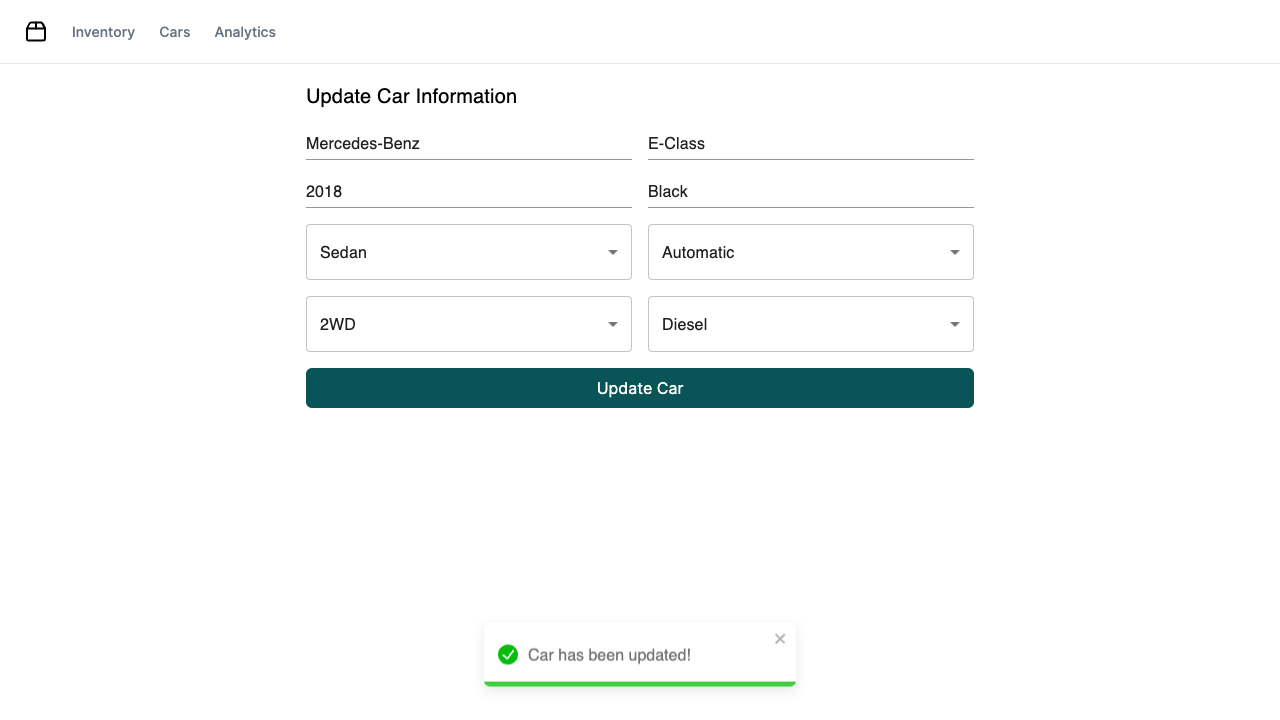 Inventory Cars Analytics
Update Car Information
Mercedes-Benz E-Class
2018 Black
Sedan Automatic
2WD Diesel
Update Car
Car has been updated!